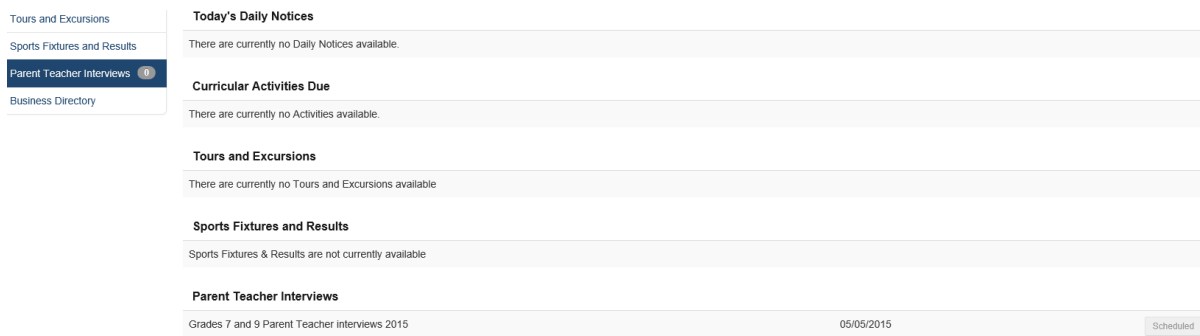 Tours and Excursions
Sports Fixtures and Results
Parent Teacher Interviews 0
Business Directory
Today's Daily Notices
There are currently no Daily Notices available.
Curricular Activities Due
There are currently no Activities available.
Tours and Excursions
There are currently no Tours and Excursions available
Sports Fixtures and Results
Sports Fixtures & Results are not currently available
Parent Teacher Interviews
Grades 7 and 9 Parent Teacher interviews 2015 05/05/2015 Scheduled